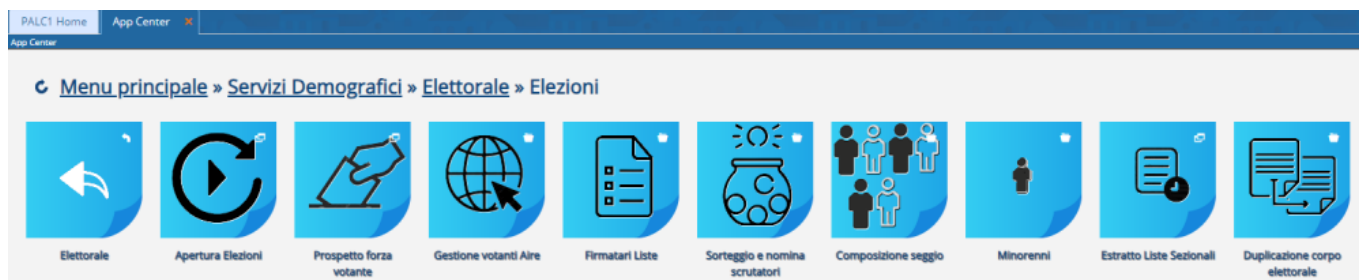 PALC1 Home App Center ×
App Center
Menu principale » Servizi Demografici » Elettorale » Elezioni
Elettorale Apertura Elezioni Prospetto forza votante Gestione votanti Aire Firmatari Liste Sorteggio e nomina scrutatori Composizione seggio Minorenni Estratto Liste Sezionali Duplicazione corpo elettorale